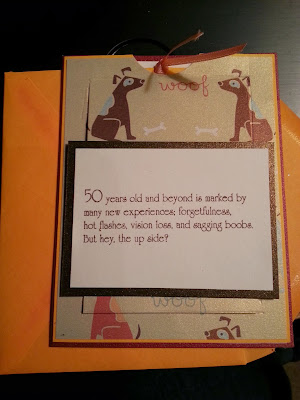 woof
50 years old and beyond is marked by
many new experiences; forgetfulness,
hot flashes, vision loss, and sagging boobs.
But hey, the up side?
woof